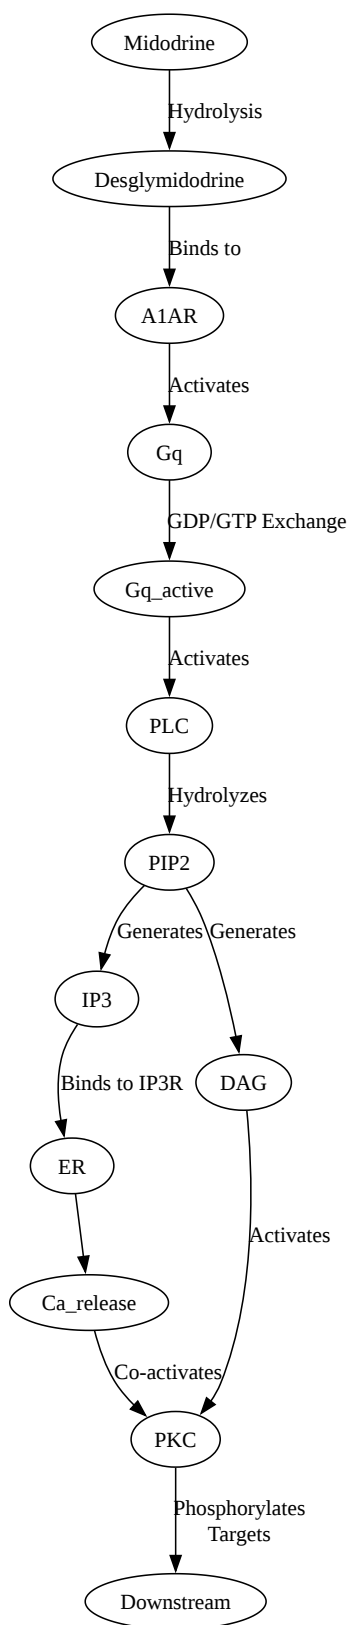 Midodrine
Hydrolysis
Desglymidodrine
Binds to
A1AR
Activates
Gq
GDP/GTP Exchange
Gq_active
Activates
PLC
Hydrolyzes
PIP2
Generates
Generates
IP3
DAG
Binds to IP3R
ER
Activates
Ca_release
Co-activates
PKC
Phosphorylates
Targets
Downstream